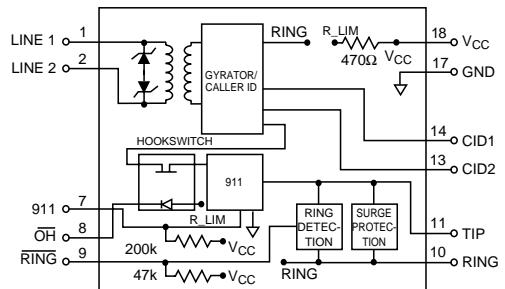 LINE 1
1
LINE 2
2
GYRATOR/
CALLER ID
RING
R_LIM
470Ω
VCC
18
VCC
17
GND
14
CID1
13
CID2
HOOKSWITCH
911
7
911
8
OH
9
RING
R_LIM
200k
VCC
47k
VCC
RING
DETEC-
TION
SURGE
PROTEC-
TION
RING
11
TIP
10
RING